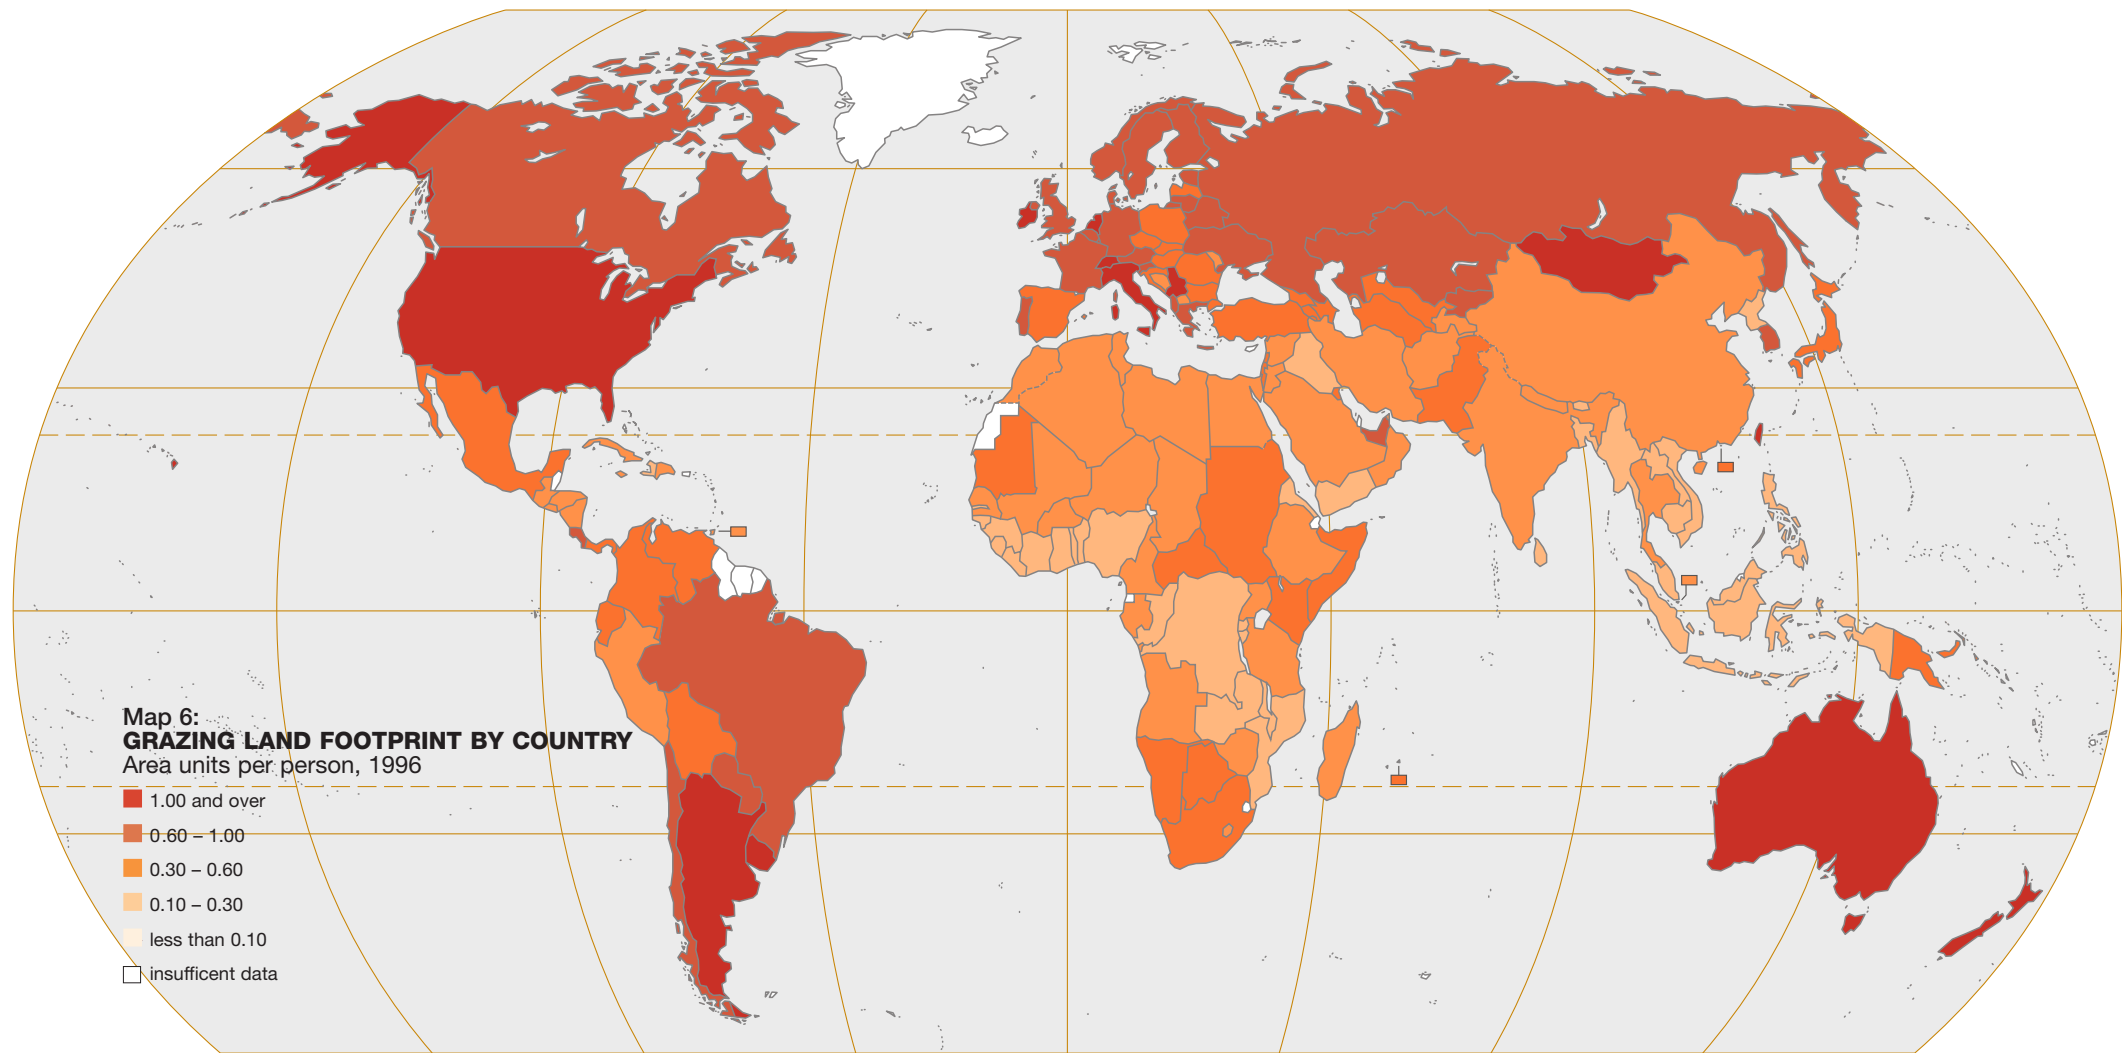 Map 6:
GRAZING LAND FOOTPRINT BY COUNTRY
Area units per person, 1996
1.00 and over
0.60 – 1.00
0.30 – 0.60
0.10 – 0.30
less than 0.10
insufficent data